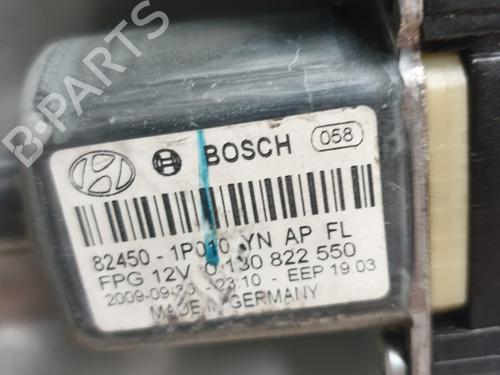 B-PARTS
BOSCH 058
82450 - 1P010 YN AP FL
FPG 12V 0 130 822 550
2009-09-30 - 23:10 - EEP 19.03
MADE IN GERMANY